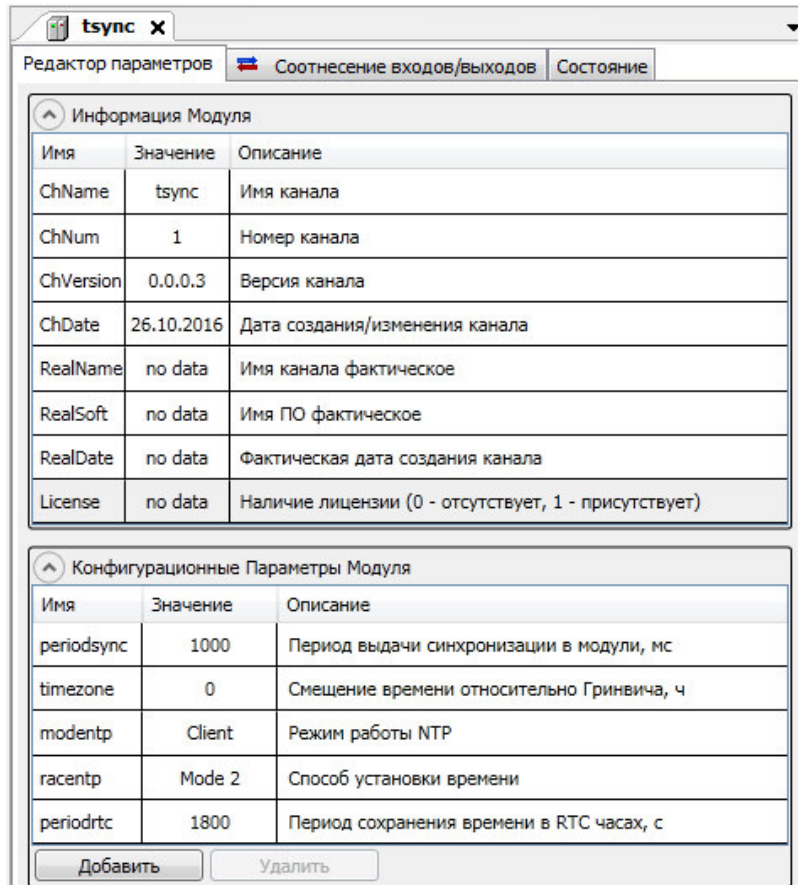 tsync X
Редактор параметров Соотнесение входов/выходов Состояние
Информация Модуля
Имя Значение Описание
ChName tsync Имя канала
ChNum 1 Номер канала
ChVersion 0.0.0.3 Версия канала
ChDate 26.10.2016 Дата создания/изменения канала
RealName no data Имя канала фактическое
RealSoft no data Имя ПО фактическое
RealDate no data Фактическая дата создания канала
License no data Наличие лицензии (0 - отсутствует, 1 - присутствует)
Конфигурационные Параметры Модуля
Имя Значение Описание
periodsync 1000 Период выдачи синхронизации в модули, мс
timezone 0 Смещение времени относительно Гринвича, ч
modentp Client Режим работы NTP
racentp Mode 2 Способ установки времени
periodrtc 1800 Период сохранения времени в RTC часах, с
Добавить Удалить